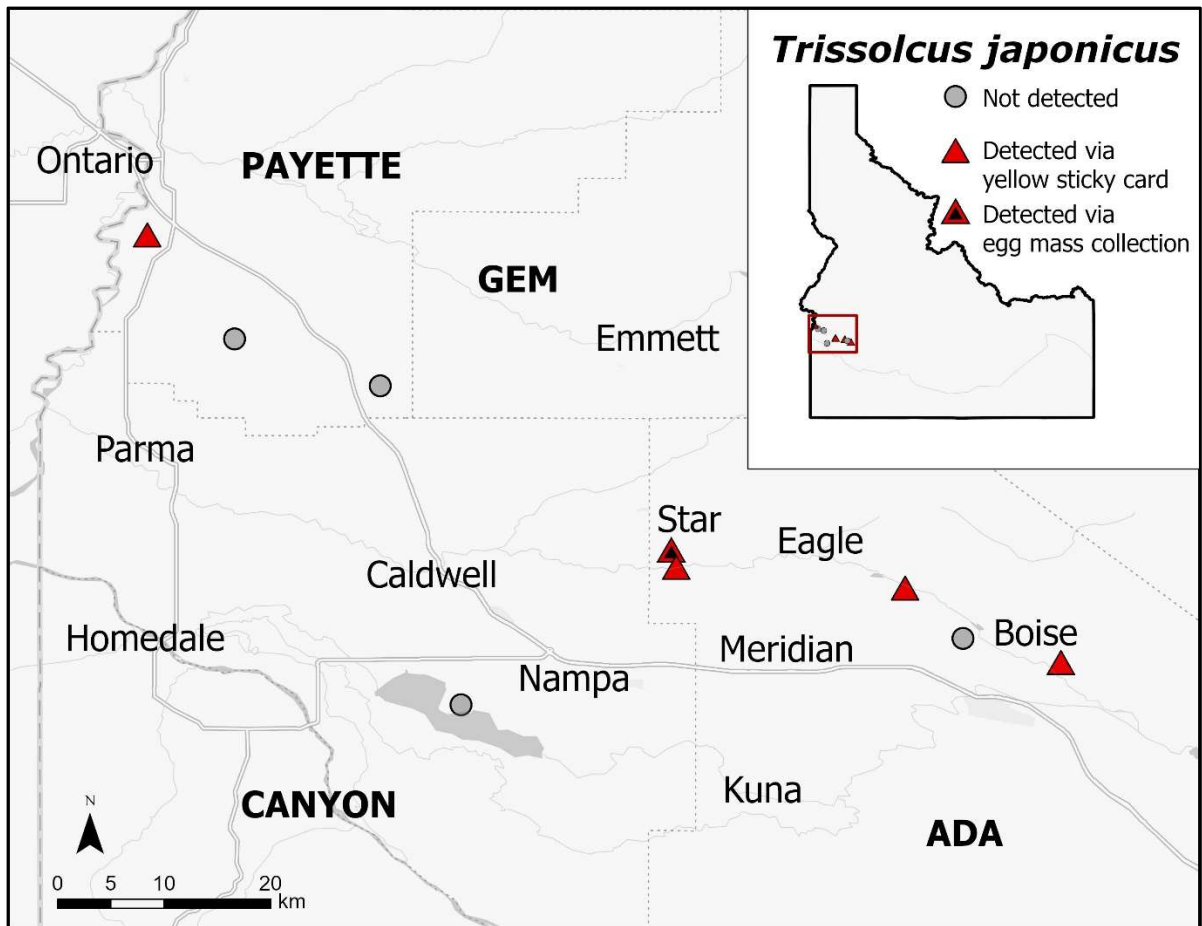 Trissolcus japonicus
Not detected
Detected via
yellow sticky card
Detected via
egg mass collection
Ontario
PAYETTE
GEM
Emmett
Parma
Star
Eagle
Caldwell
Homedale
Boise
Meridian
Nampa
Kuna
CANYON
ADA
N
0 5 10 20
km